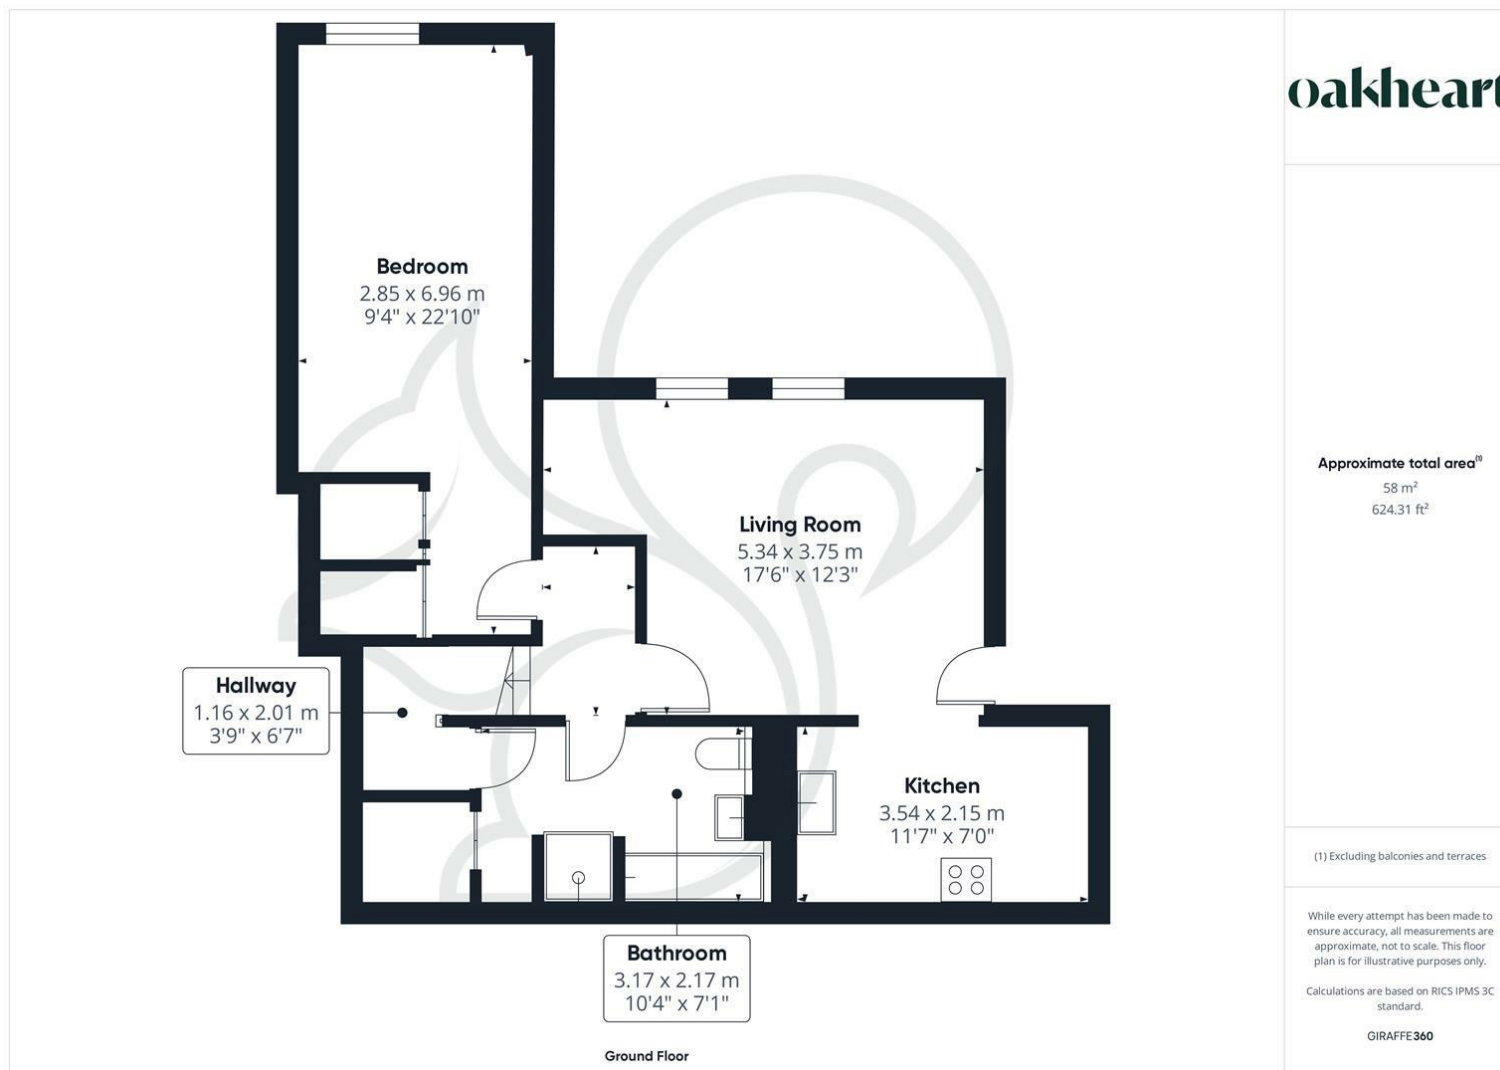 Bedroom
2.85 x 6.96 m
9'4" x 22'10"
Living Room
5.34 x 3.75 m
17'6" x 12'3"
Hallway
1.16 x 2.01 m
3'9" x 6'7"
Kitchen
3.54 x 2.15 m
11'7" x 7'0"
Bathroom
3.17 x 2.17 m
10'4" x 7'1"
Ground Floor
oakheart
Approximate total area(1)
58 m²
624.31 ft²
(1) Excluding balconies and terraces
While every attempt has been made to
ensure accuracy, all measurements are
approximate, not to scale. This floor
plan is for illustrative purposes only.
Calculations are based on RICS IPMS 3C
standard.
GIRAFFE360